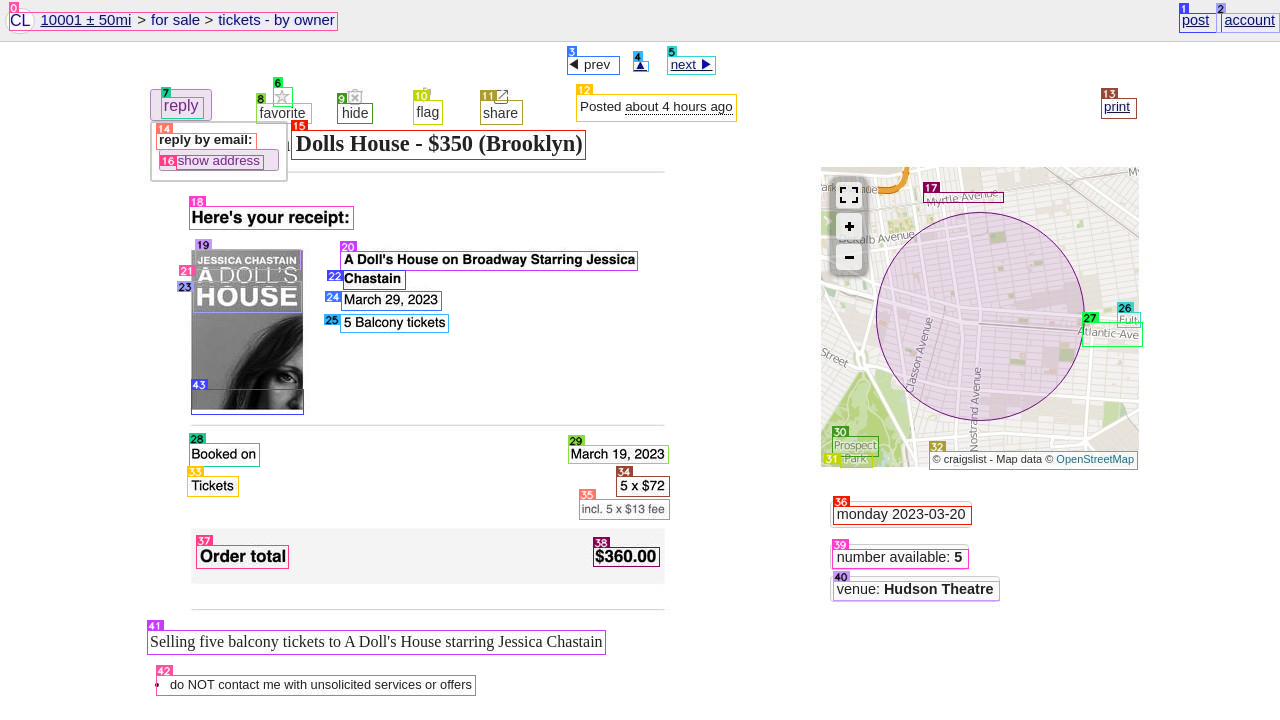 0
CL 10001 ± 50mi > for sale > tickets - by owner
1 2
post account
3 4 5
◀ prev ▲ next ▶
7 6 8 9 10 11 12 13
reply favorite hide flag share Posted about 4 hours ago print
14 15
reply by email: Dolls House - $350 (Brooklyn)
16
show address
18
Here's your receipt:
19 20
JESSICA CHASTAIN A Doll's House on Broadway Starring Jessica
21 22
A DOLL'S Chastain
23 24
HOUSE March 29, 2023
25
5 Balcony tickets
43
28 29
Booked on March 19, 2023
33 34
Tickets 5 x $72
35
incl. 5 x $13 fee
37 38
Order total $360.00
41
Selling five balcony tickets to A Doll's House starring Jessica Chastain
42
• do NOT contact me with unsolicited services or offers
17
Myrtle Avenue
DeKalb Avenue
+
−
26
Fult
27
Atlantic Ave
Street
Classon Avenue
Nostrand Avenue
30
Prospect
31
Park
32
© craigslist - Map data © OpenStreetMap
36
monday 2023-03-20
39
number available: 5
40
venue: Hudson Theatre